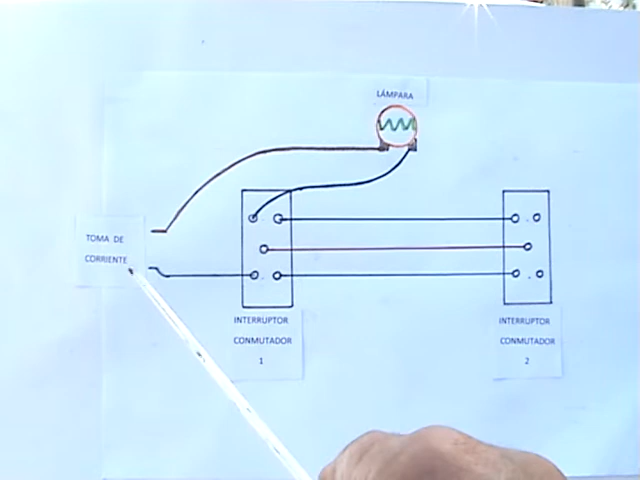 LÁMPARA
TOMA DE
CORRIENTE
INTERRUPTOR
CONMUTADOR
1
INTERRUPTOR
CONMUTADOR
2